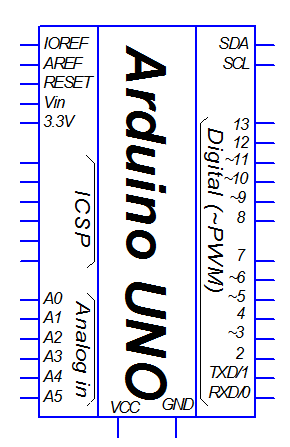 IOREF
AREF
RESET
Vin
3.3V
ICSP
A0
A1
A2
A3
A4
A5
Analog in
Arduino UNO
SDA
SCL
Digital (~PWM)
13
12
~11
~10
~9
8
7
~6
~5
4
~3
2
TXD/1
RXD/0
VCC
GND